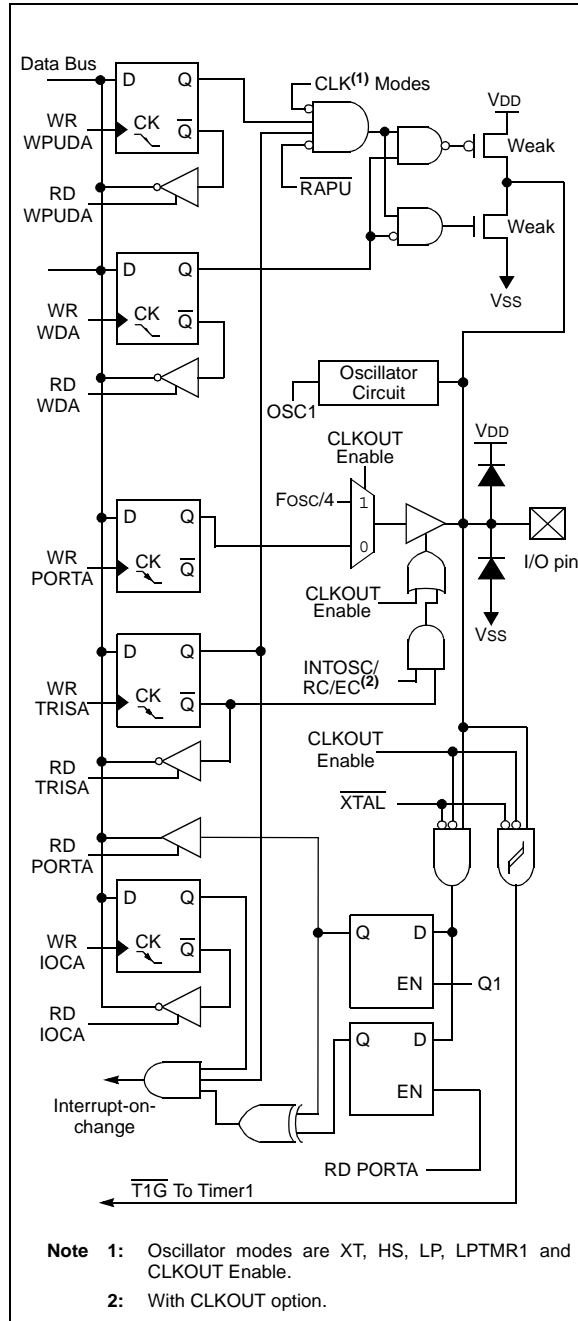 Data Bus
D
Q
WR
WPUDA
CK
Q
RD
WPUDA
CLK(1) Modes
RAPU
VDD
Weak
Weak
VSS
D
Q
WR
WDA
CK
Q
RD
WDA
Oscillator
Circuit
OSC1
CLKOUT
Enable
VDD
FOSC/4
1
0
D
Q
WR
PORTA
CK
Q
I/O pin
CLKOUT
Enable
VSS
D
Q
WR
TRISA
CK
Q
INTOSC/
RC/EC(2)
RD
TRISA
CLKOUT
Enable
XTAL
RD
PORTA
D
Q
WR
IOCA
CK
Q
RD
IOCA
Q
D
EN
Q1
Q
D
EN
Interrupt-on-
change
RD PORTA
T1G To Timer1
Note 1: Oscillator modes are XT, HS, LP, LPTMR1 and
CLKOUT Enable.
2: With CLKOUT option.